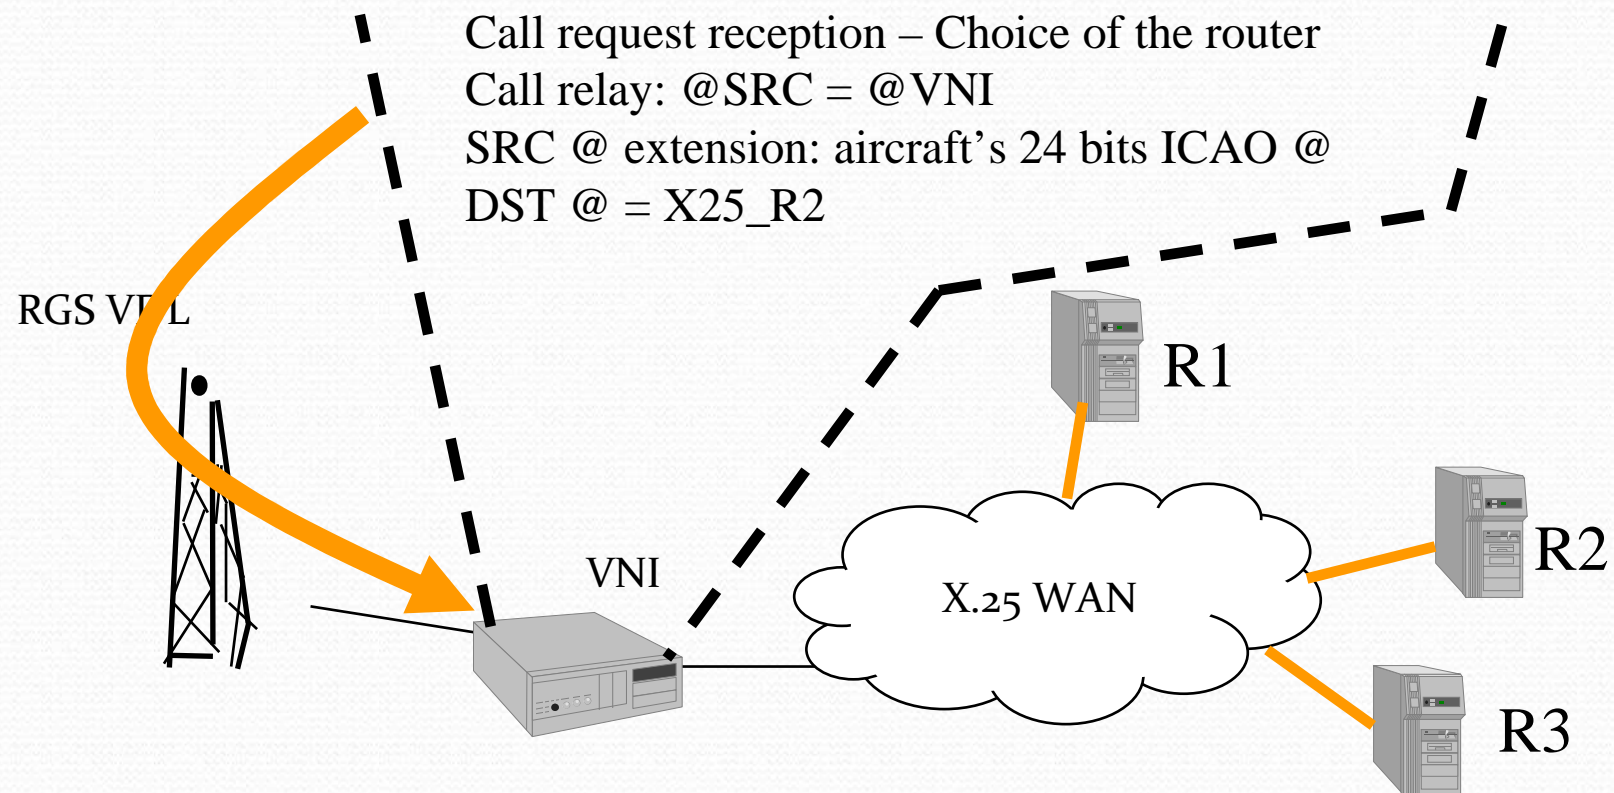 Call request reception – Choice of the router
Call relay: @SRC = @VNI
SRC @ extension: aircraft's 24 bits ICAO @
DST @ = X25_R2
RGS VDL
R1
R2
VNI
X.25 WAN
R3